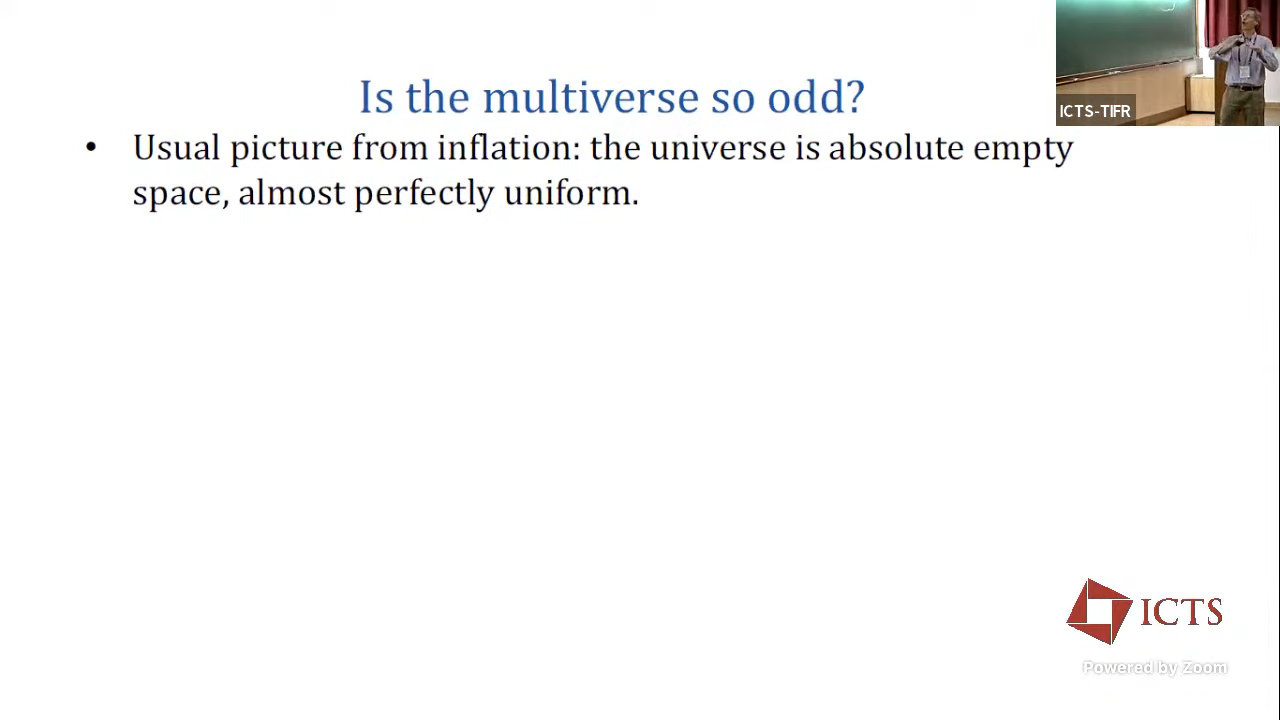 Is the multiverse so odd?
• Usual picture from inflation: the universe is absolute empty
space, almost perfectly uniform.
ICTS-TIFR
ICTS
Powered by Zoom